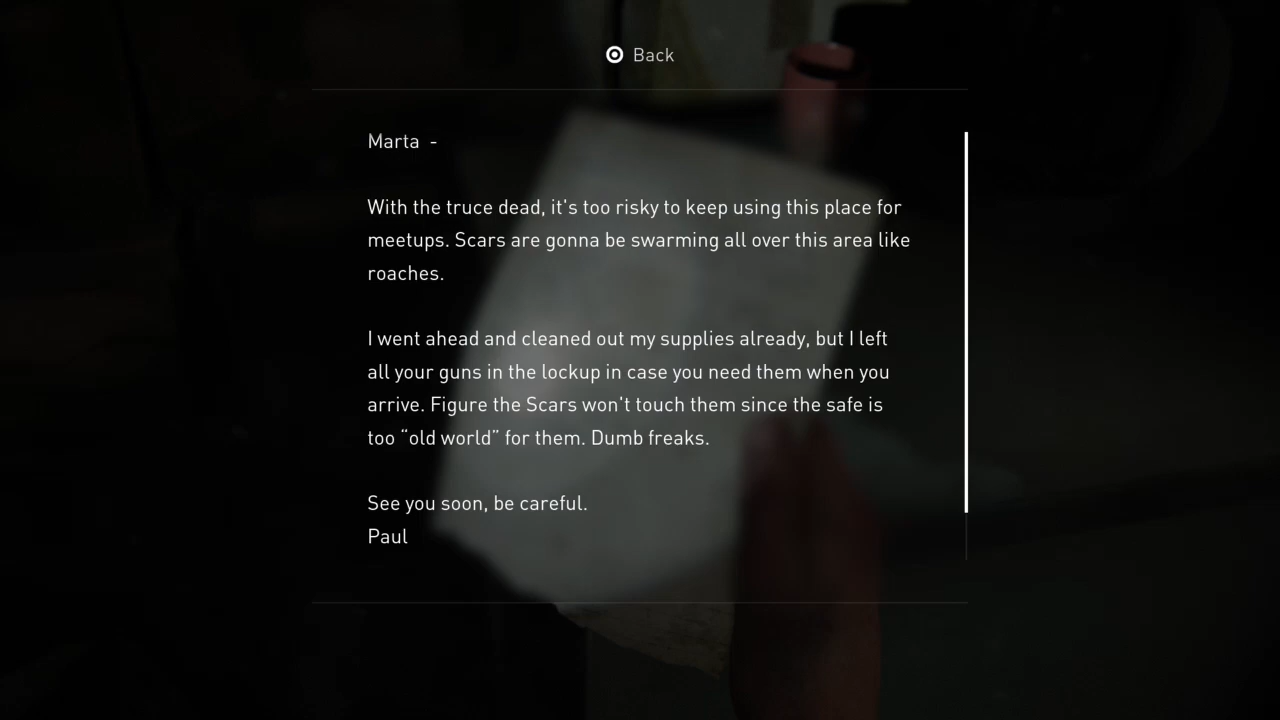 Back
Marta -
With the truce dead, it's too risky to keep using this place for
meetups. Scars are gonna be swarming all over this area like
roaches.
I went ahead and cleaned out my supplies already, but I left
all your guns in the lockup in case you need them when you
arrive. Figure the Scars won't touch them since the safe is
too “old world” for them. Dumb freaks.
See you soon, be careful.
Paul